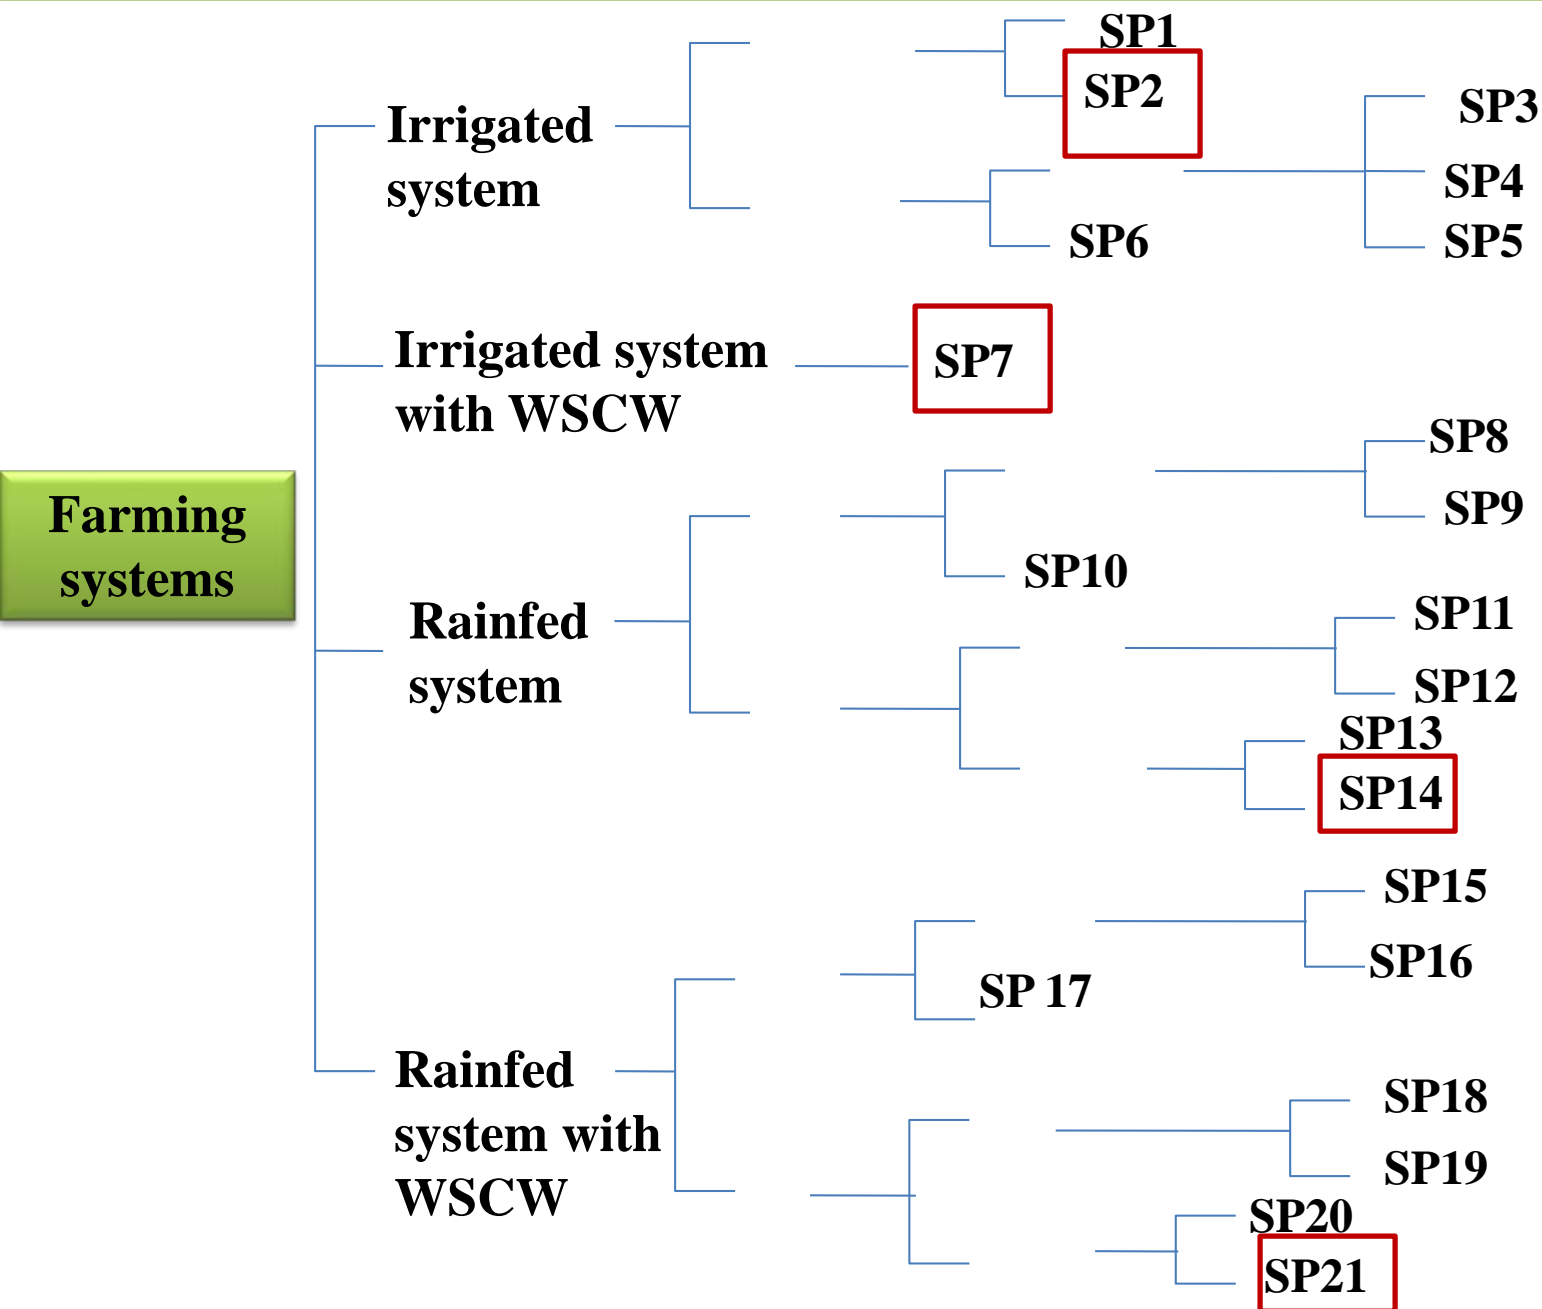 SP1
SP2
Irrigated
system
SP3
SP4
SP5
SP6
Irrigated system
with WSCW
SP7
Farming
systems
SP8
SP9
SP10
Rainfed
system
SP11
SP12
SP13
SP14
SP15
SP16
SP 17
Rainfed
system with
WSCW
SP18
SP19
SP20
SP21